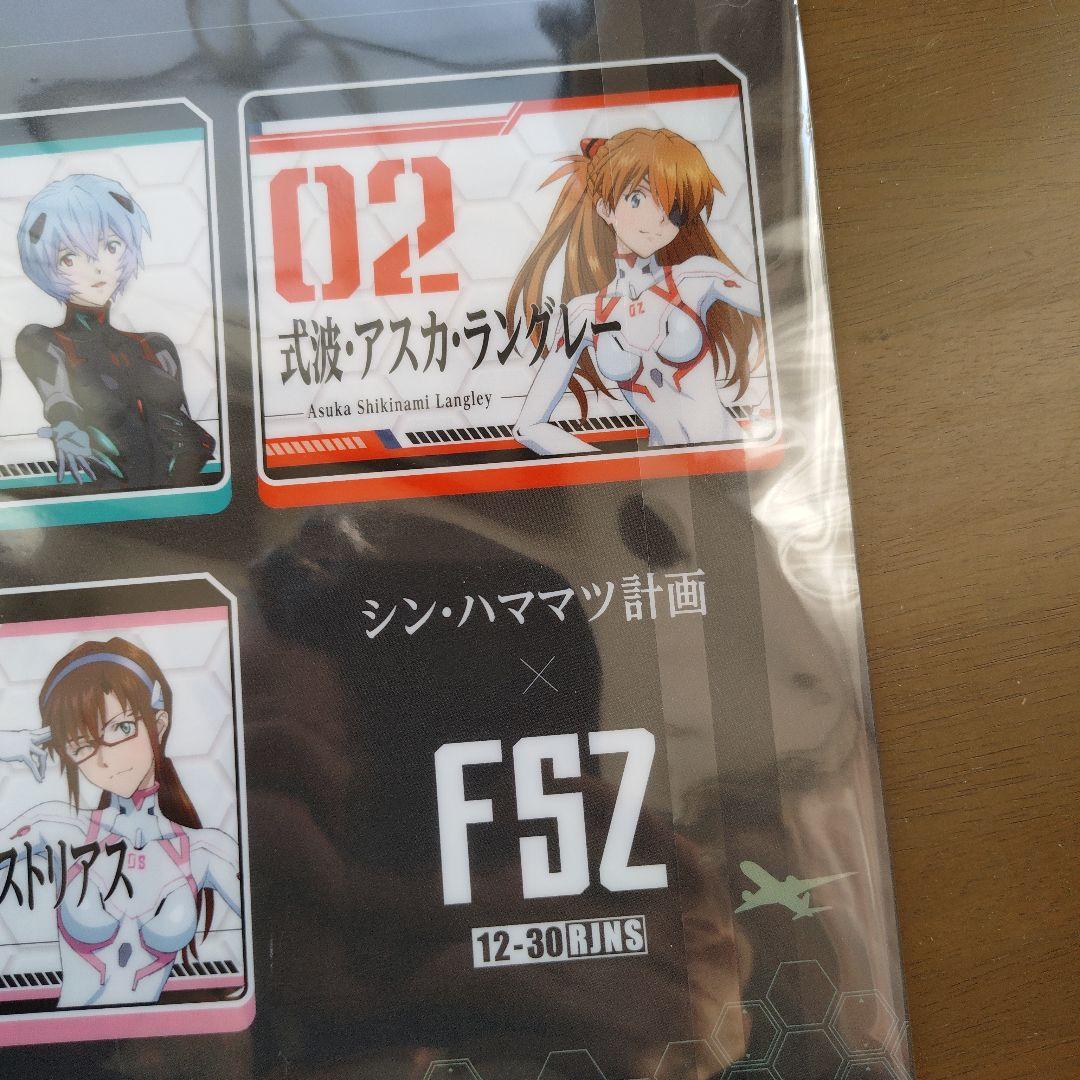 02
式波・アスカ・ラングレー
Asuka Shikinami Langley
02
シン・ハママツ計画
×
FSZ
ストリアス
08
12-30 RJNS